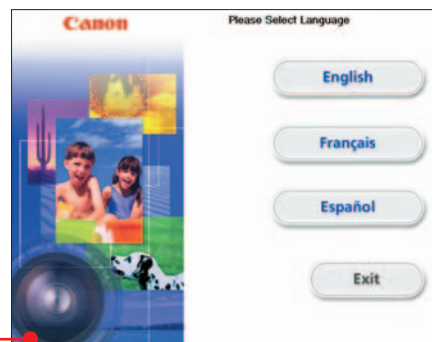 Canon
Please Select Language
English
Français
Español
Exit